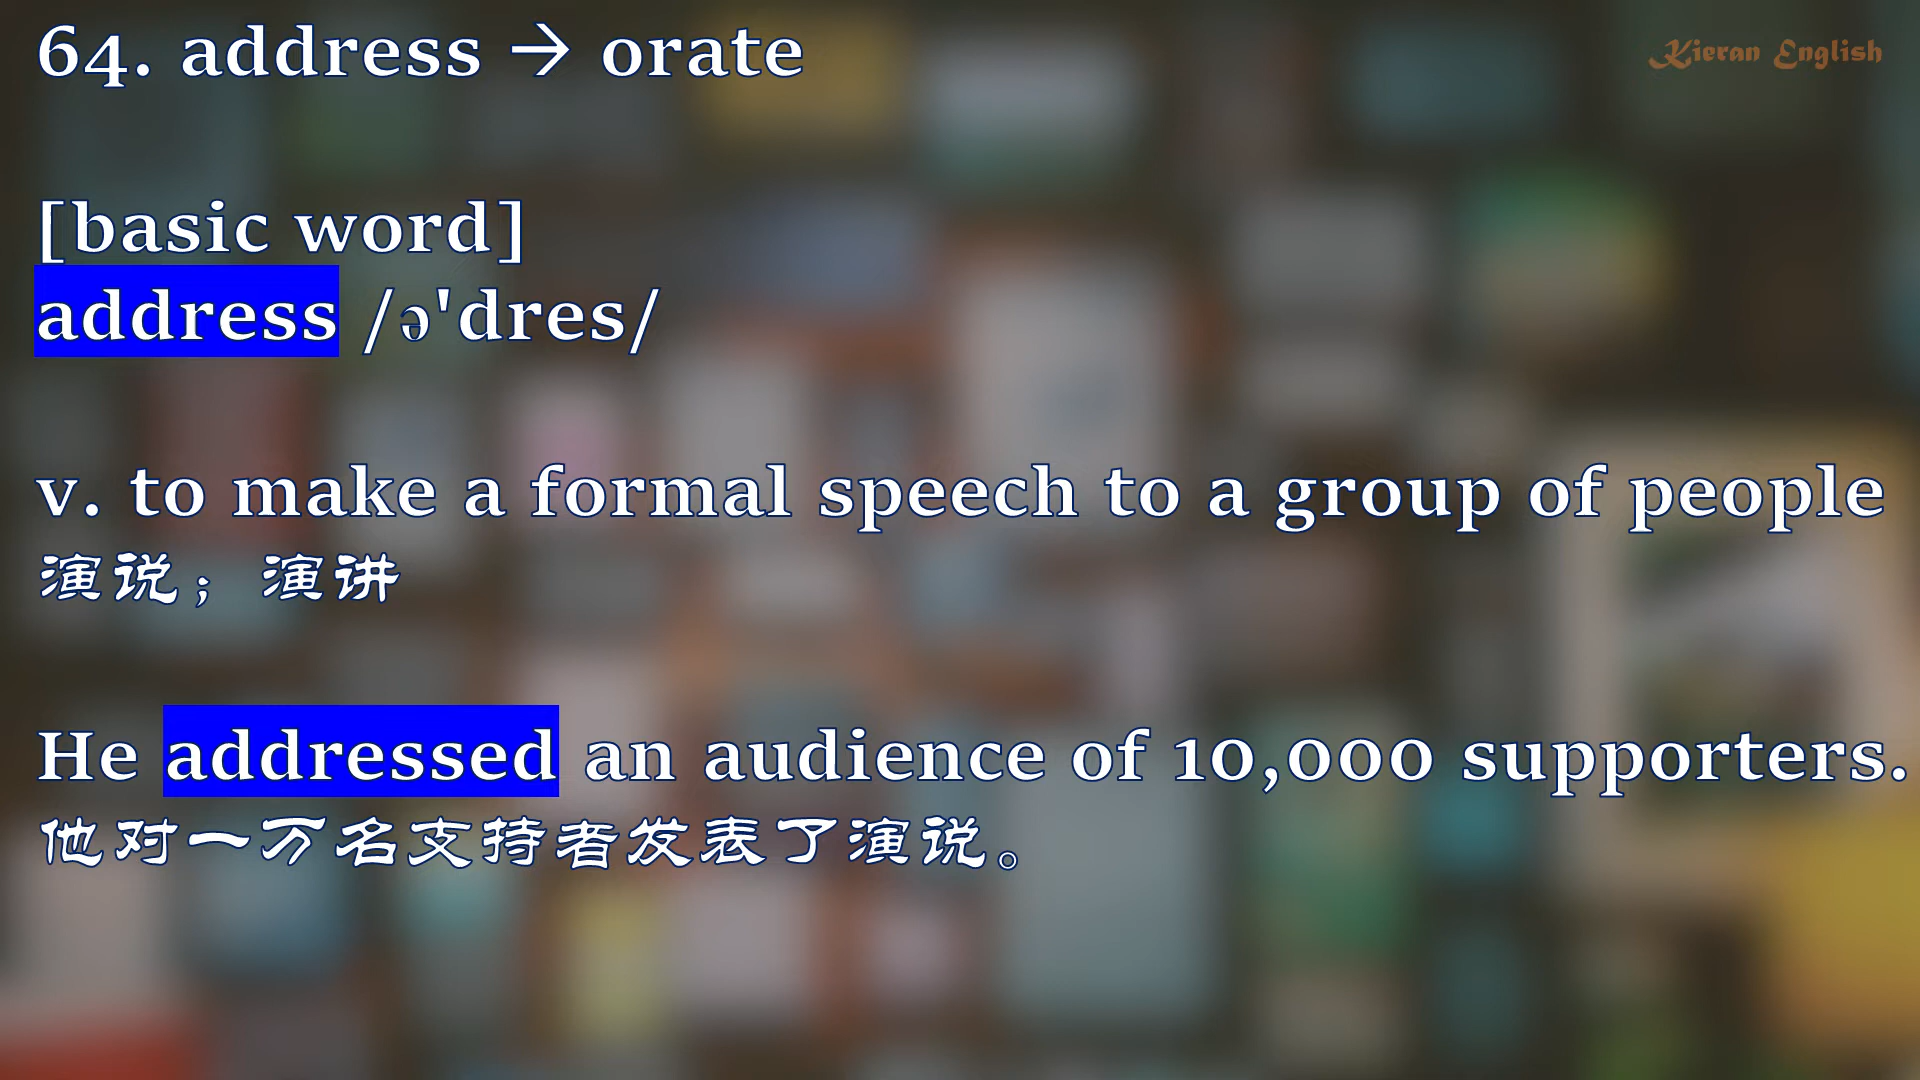 64. address → orate
Kieran English
[basic word]
address /ə'dres/
v. to make a formal speech to a group of people
演说；演讲
He addressed an audience of 10,000 supporters.
他对一万名支持者发表了演说。